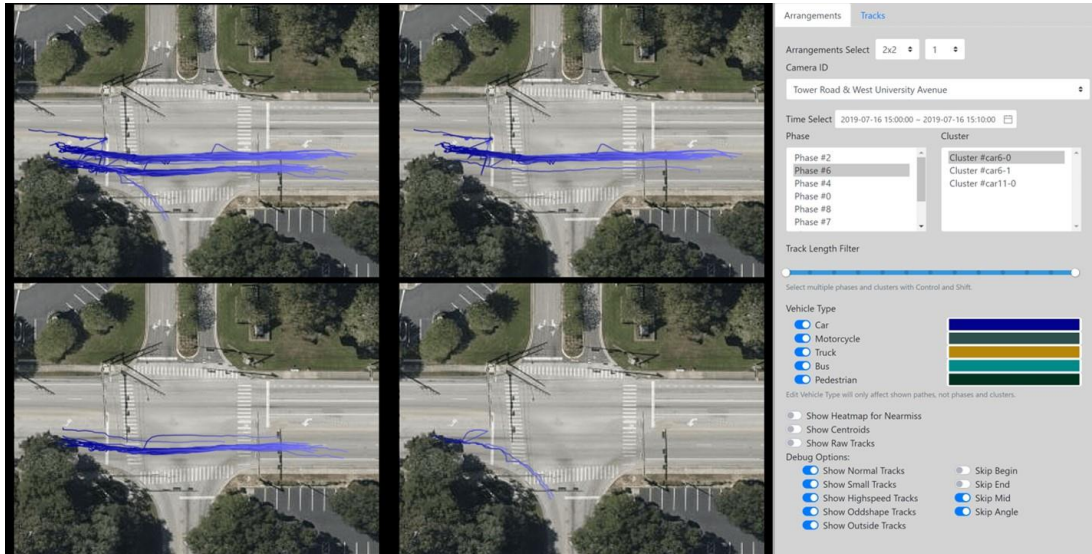 Arrangements Tracks
Arrangements Select 2x2 1
Camera ID
Tower Road & West University Avenue
Time Select 2019-07-16 15:00:00 ~ 2019-07-16 15:10:00
Phase Cluster
Phase #2 Cluster #car6-0
Phase #6 Cluster #car6-1
Phase #4 Cluster #car11-0
Phase #0
Phase #8
Phase #7
Track Length Filter
Select multiple phases and clusters with Control and Shift.
Vehicle Type
Car
Motorcycle
Truck
Bus
Pedestrian
Edit Vehicle Type will only affect shown pathes, not phases and clusters.
Show Heatmap for Nearmiss
Show Centroids
Show Raw Tracks
Debug Options:
Show Normal Tracks Skip Begin
Show Small Tracks Skip End
Show Highspeed Tracks Skip Mid
Show Oddshape Tracks Skip Angle
Show Outside Tracks